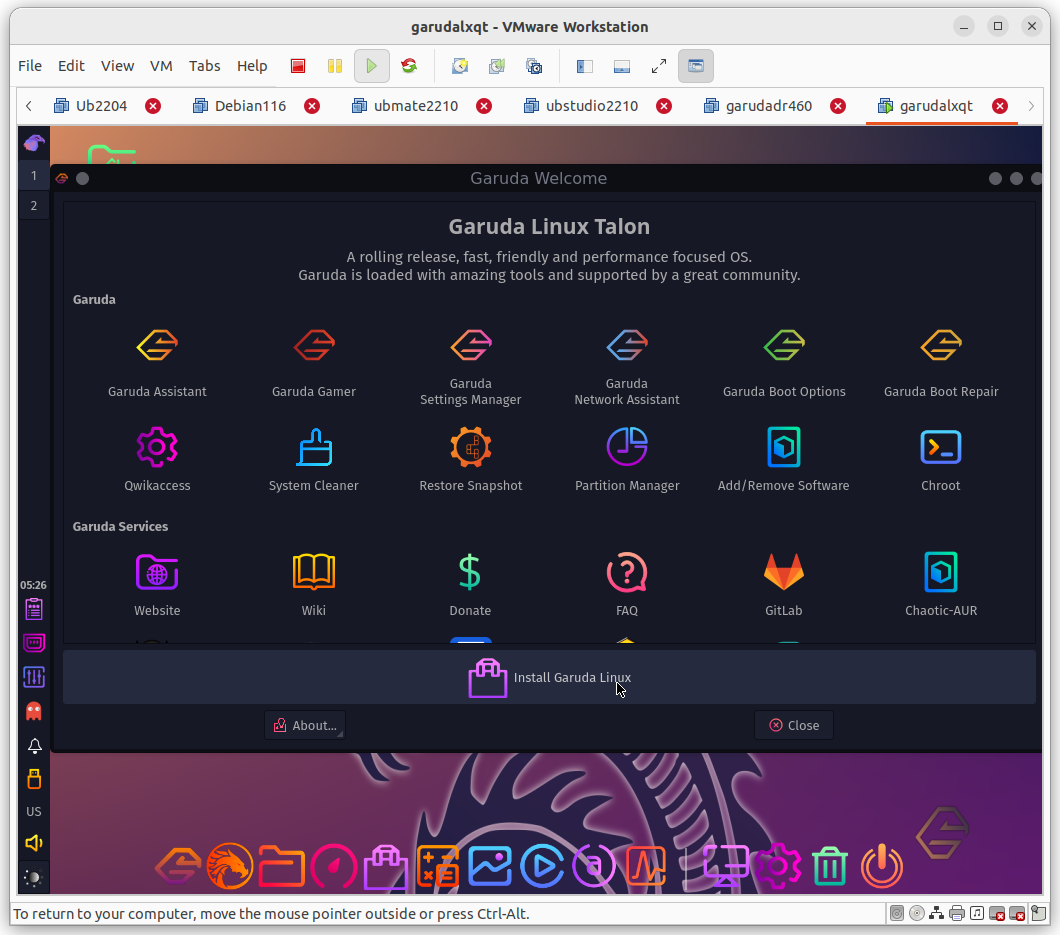 garudalxqt - VMware Workstation
File Edit View VM Tabs Help
Ub2204 Debian116 ubmate2210 ubstudio2210 garudadr460 garudalxqt
1
Garuda Welcome
2
Garuda Linux Talon
A rolling release, fast, friendly and performance focused OS.
Garuda is loaded with amazing tools and supported by a great community.
Garuda
Garuda Assistant
Garuda Gamer
Garuda
Settings Manager
Garuda
Network Assistant
Garuda Boot Options
Garuda Boot Repair
Qwikaccess
System Cleaner
Restore Snapshot
Partition Manager
Add/Remove Software
Chroot
Garuda Services
Website
Wiki
Donate
FAQ
GitLab
Chaotic-AUR
05:26
Install Garuda Linux
About...
Close
US
To return to your computer, move the mouse pointer outside or press Ctrl-Alt.